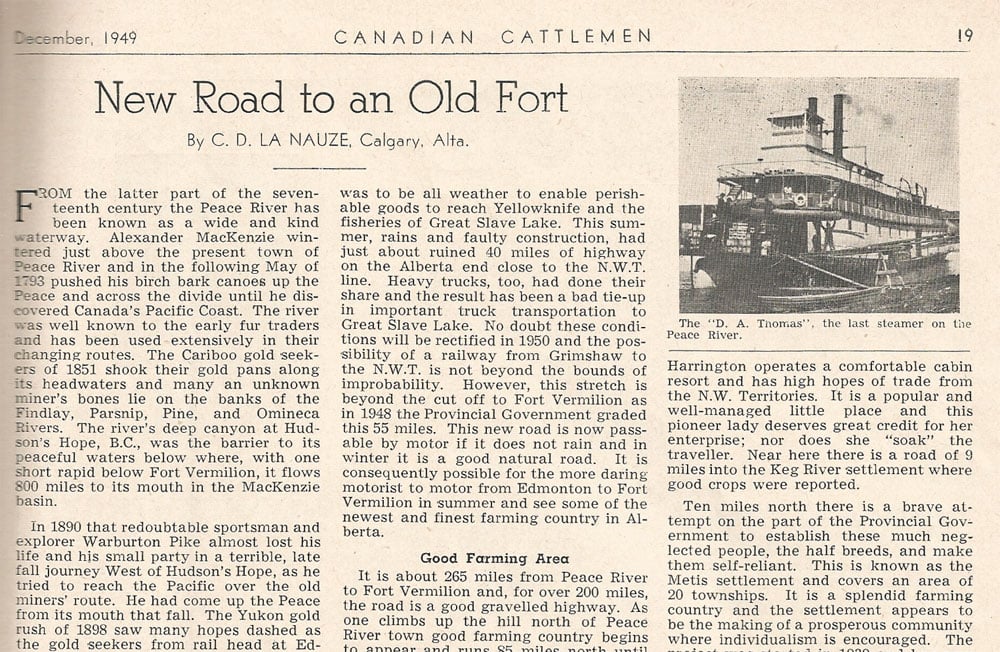 December, 1949
CANADIAN CATTLEMEN
19
New Road to an Old Fort
By C. D. LA NAUZE, Calgary, Alta.
FROM the latter part of the seven-
teenth century the Peace River has
been known as a wide and kind
waterway. Alexander MacKenzie win-
tered just above the present town of
Peace River and in the following May of
1793 pushed his birch bark canoes up the
Peace and across the divide until he dis-
covered Canada's Pacific Coast. The river
was well known to the early fur traders
and has been used extensively in their
changing routes. The Cariboo gold seek-
ers of 1851 shook their gold pans along
its headwaters and many an unknown
miner's bones lie on the banks of the
Findlay, Parsnip, Pine, and Omineca
Rivers. The river's deep canyon at Hud-
son's Hope, B.C., was the barrier to its
peaceful waters below where, with one
short rapid below Fort Vermilion, it flows
800 miles to its mouth in the MacKenzie
basin.
In 1890 that redoubtable sportsman and
explorer Warburton Pike almost lost his
life and his small party in a terrible, late
fall journey West of Hudson's Hope, as he
tried to reach the Pacific over the old
miners' route. He had come up the Peace
from its mouth that fall. The Yukon gold
rush of 1898 saw many hopes dashed as
the gold seekers from rail head at Ed-
was to be all weather to enable perish-
able goods to reach Yellowknife and the
fisheries of Great Slave Lake. This sum-
mer, rains and faulty construction, had
just about ruined 40 miles of highway
on the Alberta end close to the N.W.T.
line. Heavy trucks, too, had done their
share and the result has been a bad tie-up
in important truck transportation to
Great Slave Lake. No doubt these condi-
tions will be rectified in 1950 and the pos-
sibility of a railway from Grimshaw to
the N.W.T. is not beyond the bounds of
improbability. However, this stretch is
beyond the cut off to Fort Vermilion as
in 1948 the Provincial Government graded
this 55 miles. This new road is now pass-
able by motor if it does not rain and in
winter it is a good natural road. It is
consequently possible for the more daring
motorist to motor from Edmonton to Fort
Vermilion in summer and see some of the
newest and finest farming country in Al-
berta.
Good Farming Area
It is about 265 miles from Peace River
to Fort Vermilion and, for over 200 miles,
the road is a good gravelled highway. As
one climbs up the hill north of Peace
River town good farming country begins
to appear and runs 85 miles north until
The "D. A. Thomas", the last steamer on the
Peace River.
Harrington operates a comfortable cabin
resort and has high hopes of trade from
the N.W. Territories. It is a popular and
well-managed little place and this
pioneer lady deserves great credit for her
enterprise; nor does she "soak" the
traveller. Near here there is a road of 9
miles into the Keg River settlement where
good crops were reported.
Ten miles north there is a brave at-
tempt on the part of the Provincial Gov-
ernment to establish these much neg-
lected people, the half breeds, and make
them self-reliant. This is known as the
Metis settlement and covers an area of
20 townships. It is a splendid farming
country and the settlement appears to
be the making of a prosperous community
where individualism is encouraged. The